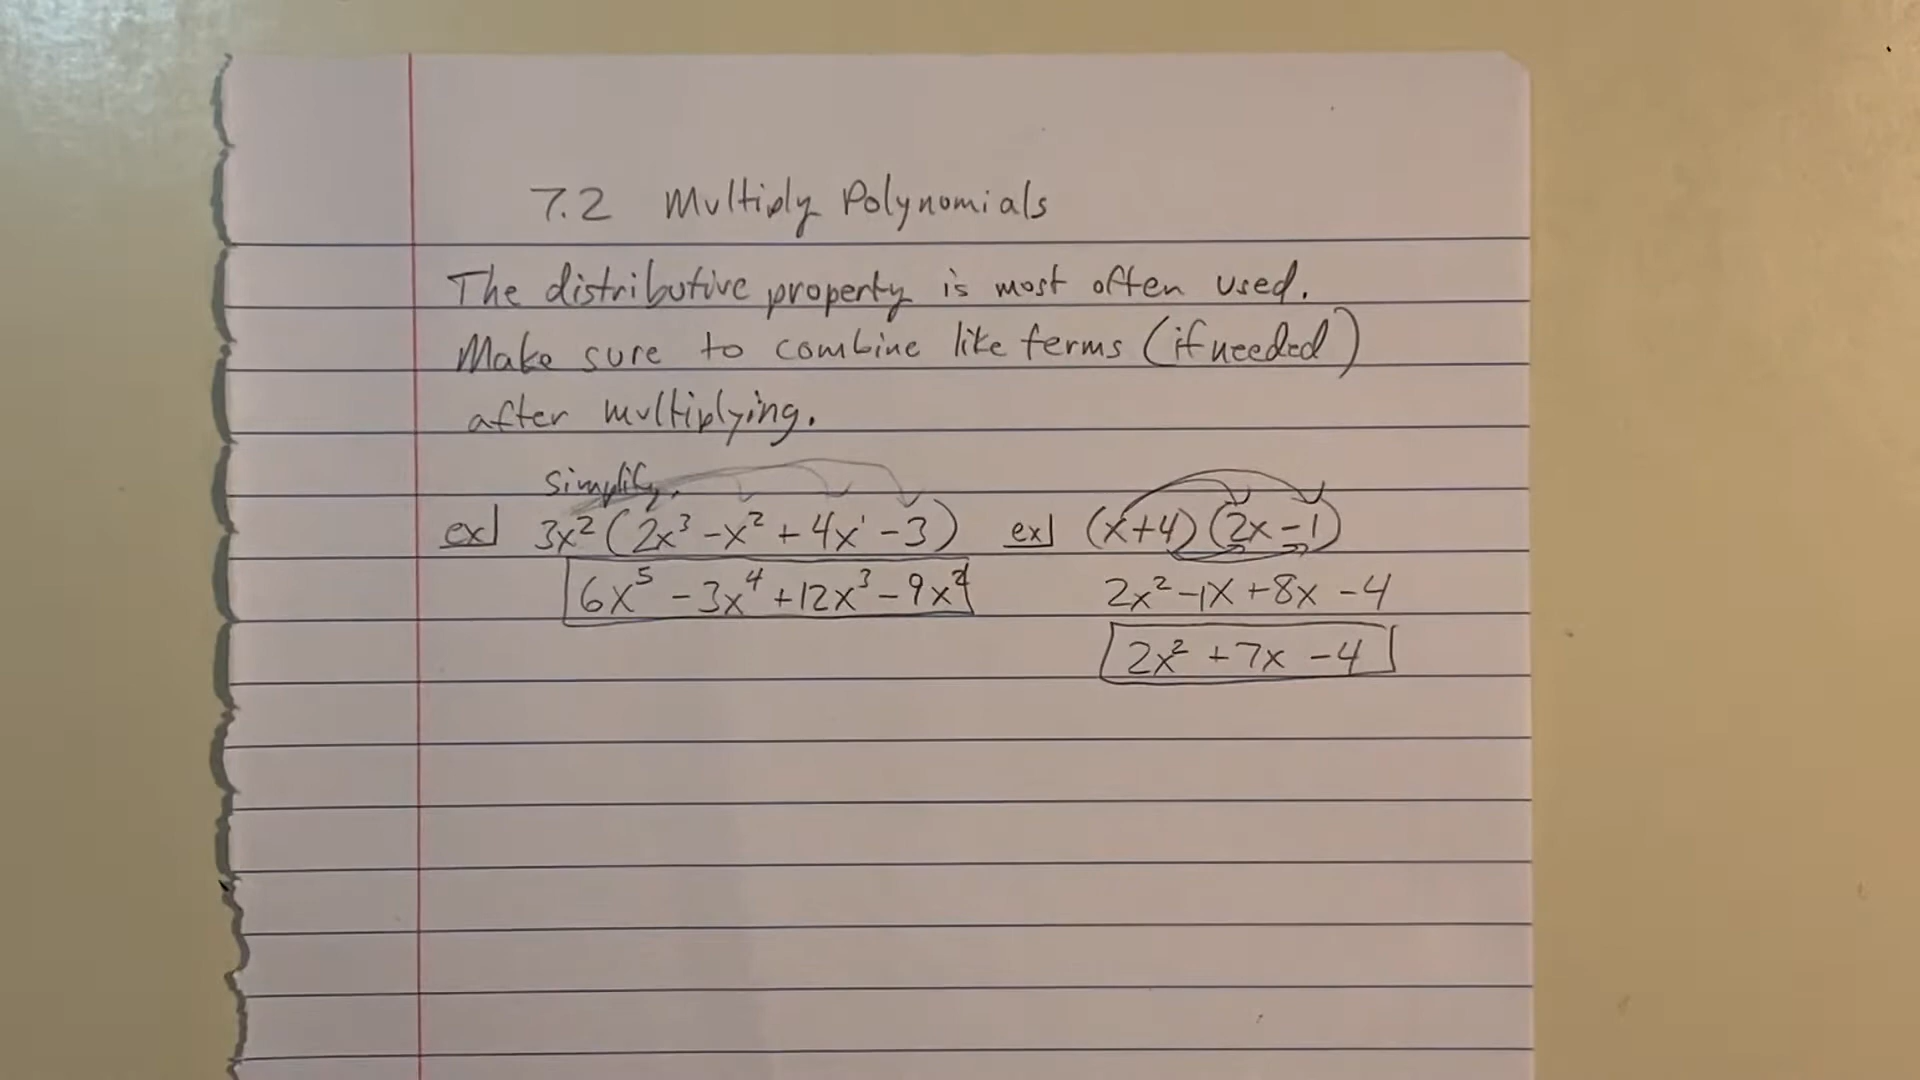 7.2 Multiply Polynomials
The distributive property is most often used.
Make sure to combine like terms (if needed)
after multiplying.
Simplify.
ex] 3x²(2x³ - x² + 4x¹ - 3) ex] (x+4)(2x-1)
6x⁵ - 3x⁴ + 12x³ - 9x² 2x² - 1x + 8x - 4
2x² + 7x - 4